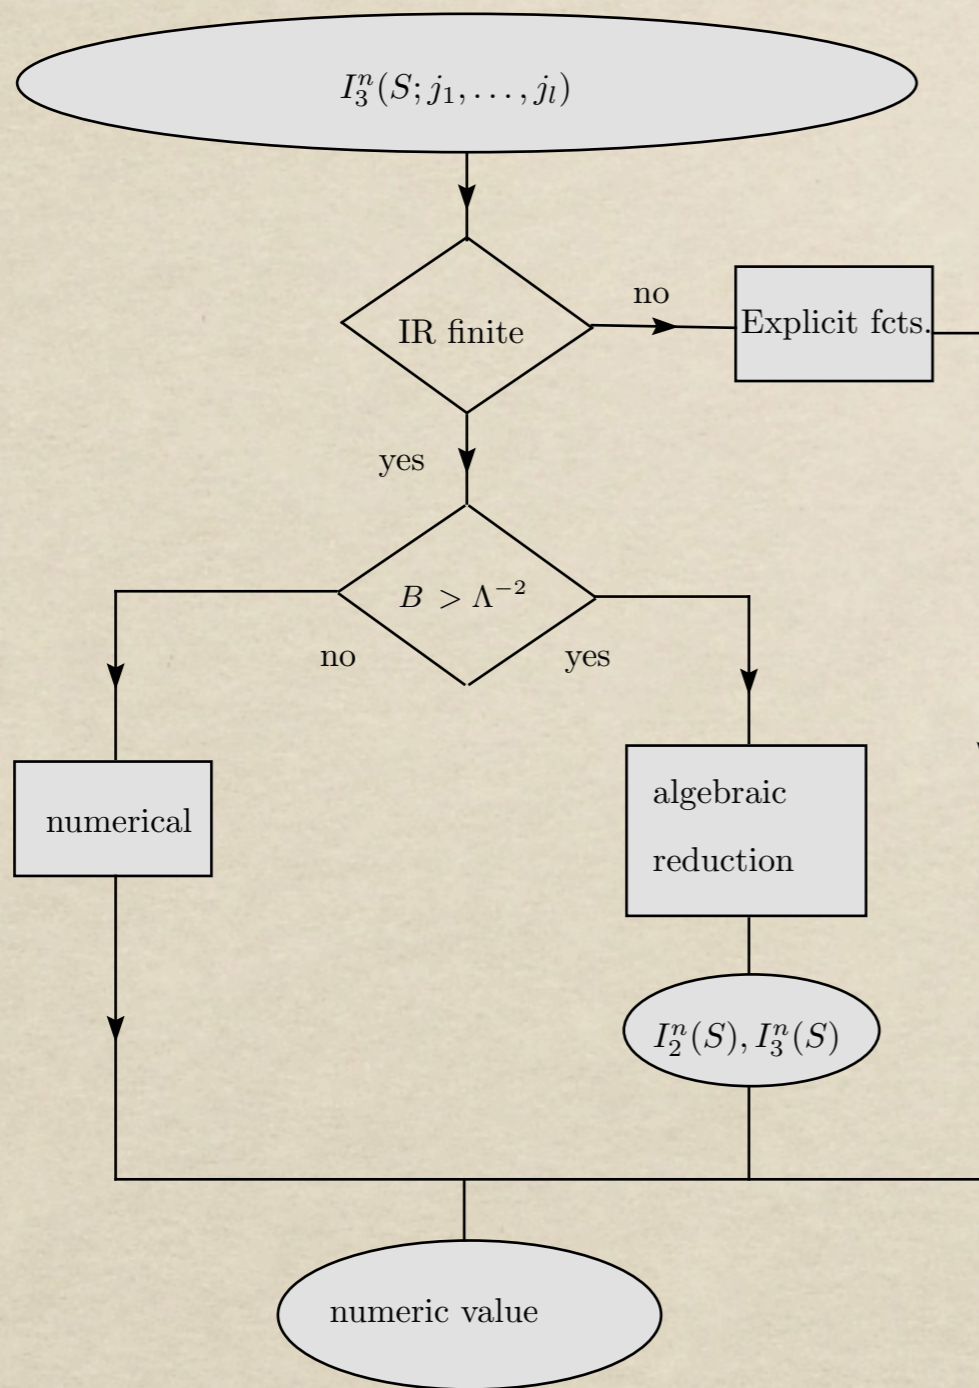 I_3^n(S; j_1, . . . , j_l)
no
Explicit fcts.
IR finite
yes
B > Λ^{-2}
no
yes
algebraic
reduction
numerical
I_2^n(S), I_3^n(S)
numeric value